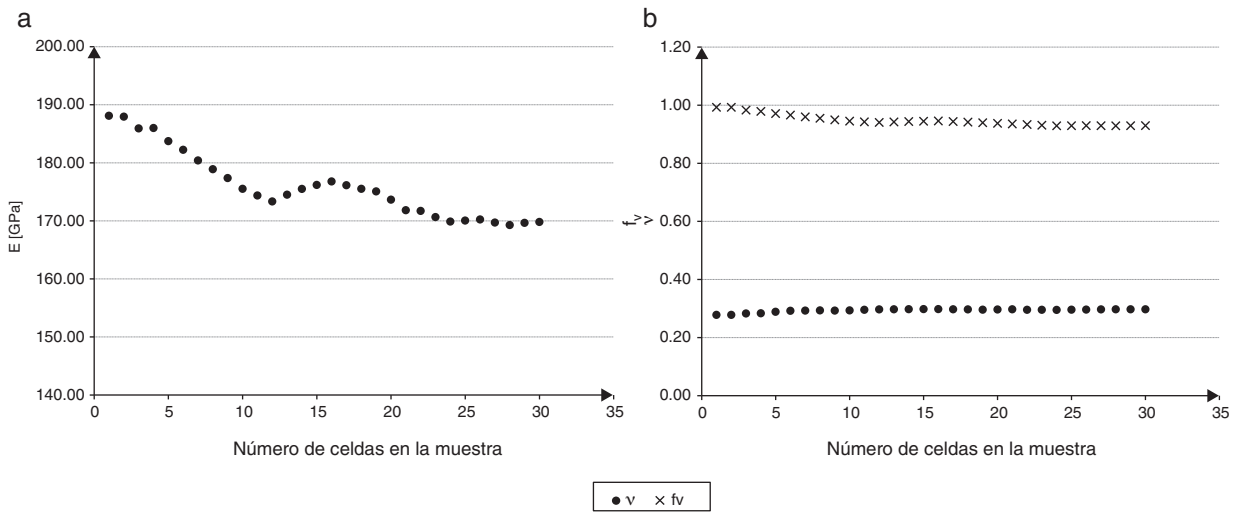 a
200.00
190.00
180.00
170.00
160.00
150.00
140.00
E [GPa]
0 5 10 15 20 25 30 35
Número de celdas en la muestra
b
1.20
1.00
0.80
0.60
0.40
0.20
0.00
fν
ν
0 5 10 15 20 25 30 35
Número de celdas en la muestra
ν fv